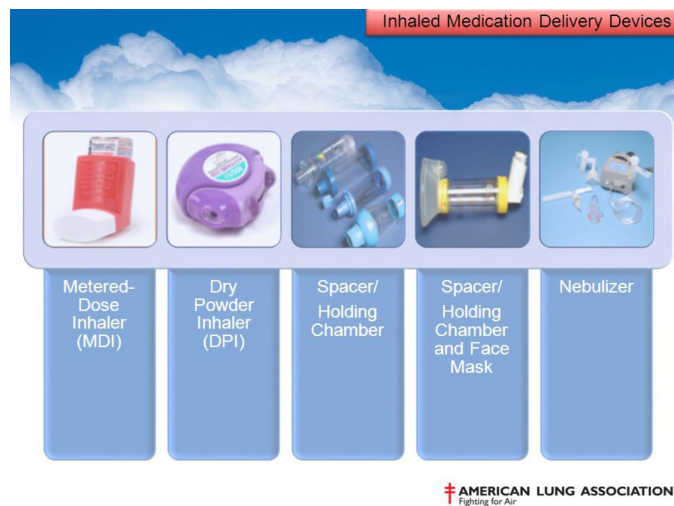 Inhaled Medication Delivery Devices
Metered-
Dose
Inhaler
(MDI)
Dry
Powder
Inhaler
(DPI)
Spacer/
Holding
Chamber
Spacer/
Holding
Chamber
and Face
Mask
Nebulizer
AMERICAN LUNG ASSOCIATION
Fighting for Air